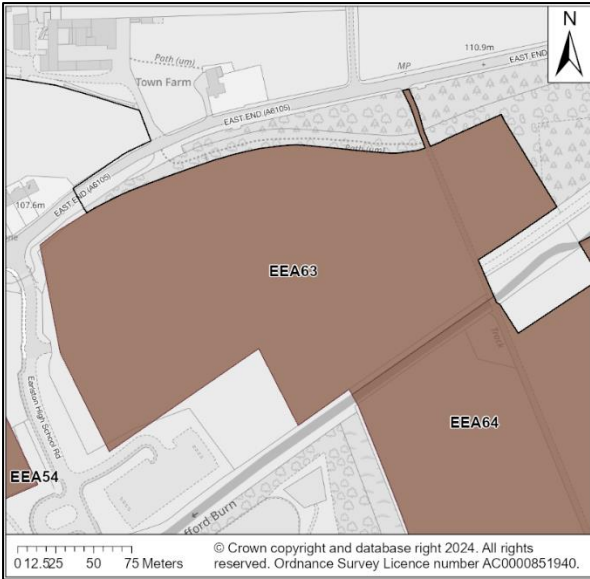 N
Path (um)
Town Farm
MP
110.9m
EAST END (A6105)
EAST END (A6105)
Path (um)
107.6m
EAST END (A6105)
EEA63
Track
Earlston High School Rd
EEA64
EEA54
0 12.525 50 75 Meters
© Crown copyright and database right 2024. All rights
reserved. Ordnance Survey Licence number AC0000851940.